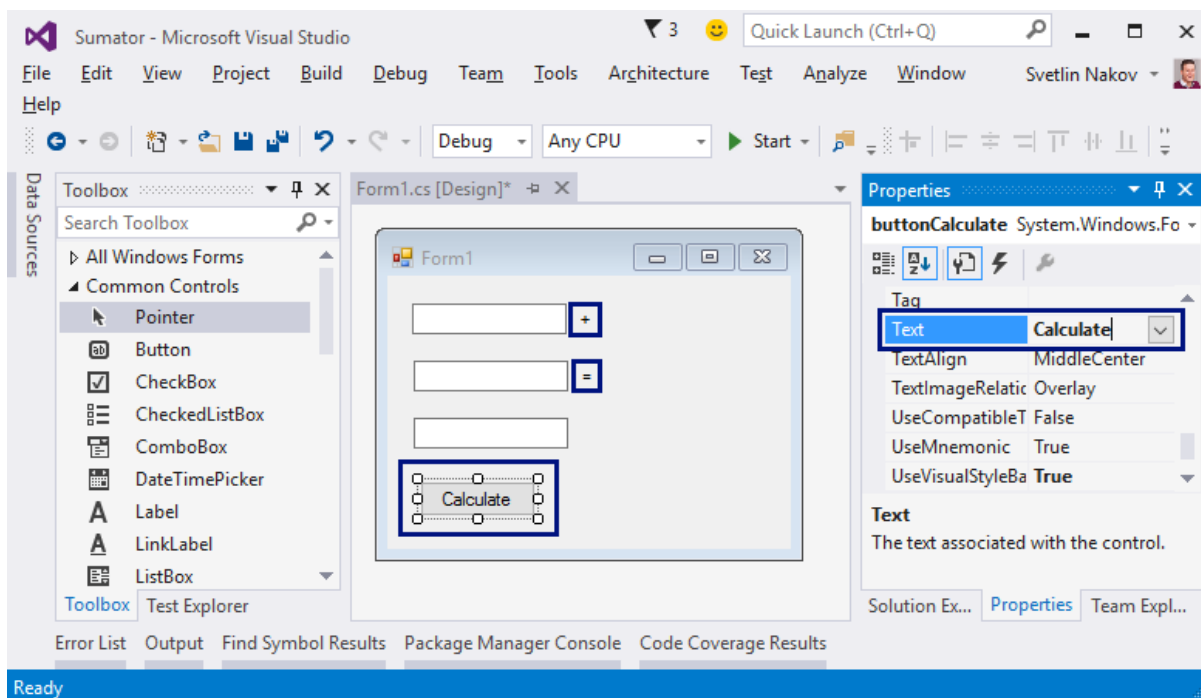 Sumator - Microsoft Visual Studio
3
Quick Launch (Ctrl+Q)
File Edit View Project Build Debug Team Tools Architecture Test Analyze Window Svetlin Nakov
Help
Debug Any CPU Start
Data Sources
Toolbox
Search Toolbox
All Windows Forms
Common Controls
Pointer
Button
CheckBox
CheckedListBox
ComboBox
DateTimePicker
Label
LinkLabel
ListBox
Toolbox Test Explorer
Form1.cs [Design]*
Form1
+
=
Calculate
Properties
buttonCalculate System.Windows.Fo
Tag
Text Calculate
TextAlign MiddleCenter
TextImageRelatic Overlay
UseCompatibleT False
UseMnemonic True
UseVisualStyleBa True
Text
The text associated with the control.
Solution Ex... Properties Team Expl...
Error List Output Find Symbol Results Package Manager Console Code Coverage Results
Ready